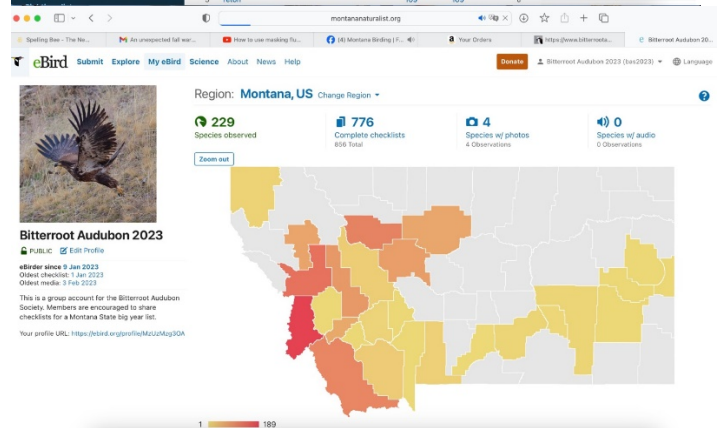 189 189
montananaturalist.org
Spelling Bee – The Ne...
An unexpected fall war...
How to use masking flu...
(4) Montana Birding | F...
Your Orders
https://www.bitterroota...
Bitterroot Audubon 20...
eBird Submit Explore My eBird Science About News Help
Donate Bitterroot Audubon 2023 (bas2023) Language
Region: Montana, US Change Region
229
Species observed
776
Complete checklists
856 Total
4
Species w/ photos
4 Observations
0
Species w/ audio
0 Observations
Zoom out
Bitterroot Audubon 2023
PUBLIC Edit Profile
eBirder since 9 Jan 2023
Oldest checklist: 1 Jan 2023
Oldest media: 3 Feb 2023
This is a group account for the Bitterroot Audubon
Society. Members are encouraged to share
checklists for a Montana State big year list.
Your profile URL: https://ebird.org/profile/MzUzMzg3OA
1 189